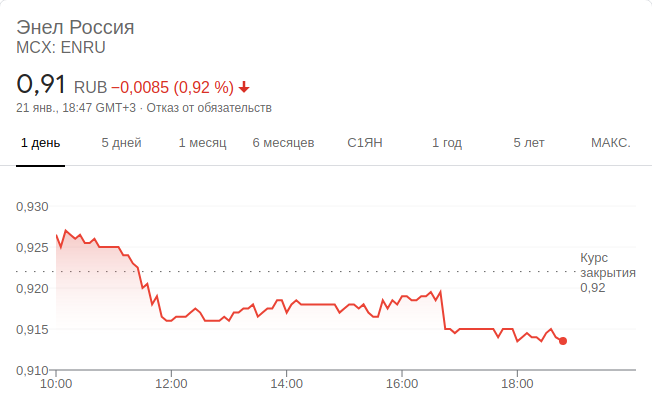 Энел Россия
MCX: ENRU
0,91 RUB −0,0085 (0,92 %)
21 янв., 18:47 GMT+3 · Отказ от обязательств
1 день 5 дней 1 месяц 6 месяцев С1ЯН 1 год 5 лет МАКС.
0,930
0,925
Курс
закрытия
0,92
0,920
0,915
0,910
10:00 12:00 14:00 16:00 18:00